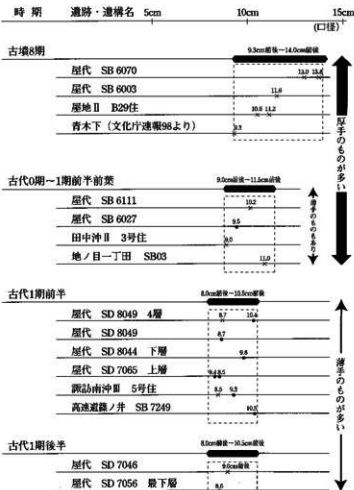 時 期 遺跡・遺構名 5cm 10cm 15cm
(口径)
古墳8期 9.3cm前後～14.0cm前後
屋代 SB 6070 13.0 13.6
屋代 SB 6003 11.6
屋地Ⅱ B29住 10.6 11.2
青木下（文化庁速報98より） 9.3
厚手のものが多い
古代0期～1期前半前葉 9.0cm前後～11.5cm前後
屋代 SB 6111 10.2
屋代 SB 6027 9.5
田中沖Ⅱ 3号住 9.0
地ノ目一丁田 SB03 11.0
薄手のものもあり
古代1期前半 8.0cm前後～10.5cm前後
屋代 SD 8049 4層 8.7 10.4
屋代 SD 8049 8.7
屋代 SD 8044 下層 9.8
屋代 SD 7065 上層 8.5
諏訪南沖Ⅲ 5号住 8.5 9.3
高速道篠ノ井 SB 7249 10.5
薄手のものが多い
古代1期後半 8.0cm前後～10.5cm前後
屋代 SD 7046 9.0cm前後
屋代 SD 7056 最下層 8.6